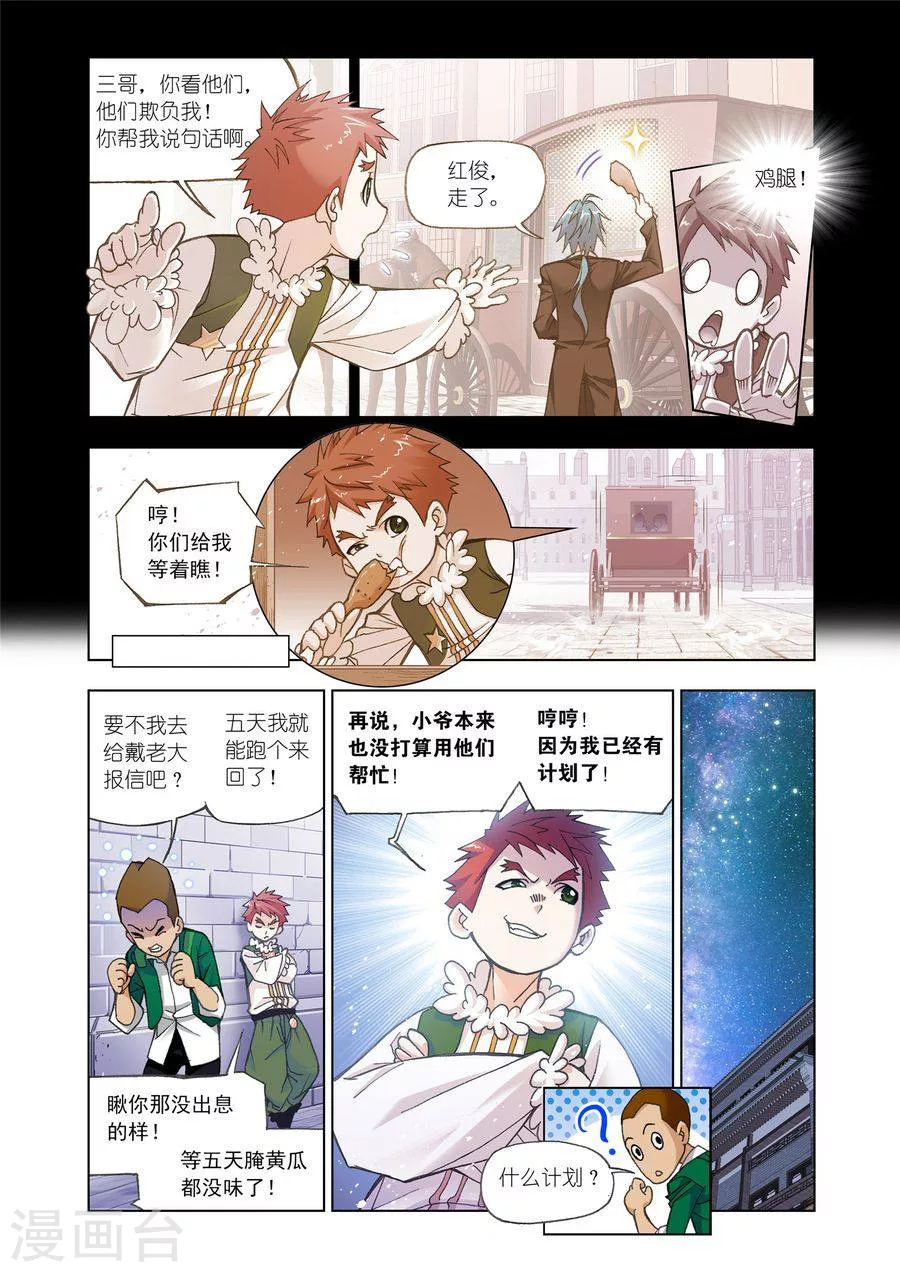 三哥，你看他们，
他们欺负我！
你帮我说句话啊。
红俊，
走了。
鸡腿！
哼！
你们给我
等着瞧！
要不我去
给戴老大
报信吧？
五天我就
能跑个来
回了！
瞅你那没出息
的样！
等五天腌黄瓜
都没味了！
再说，小爷本来
也没打算用他们
帮忙！
哼哼！
因为我已经有
计划了！
什么计划？
漫画台